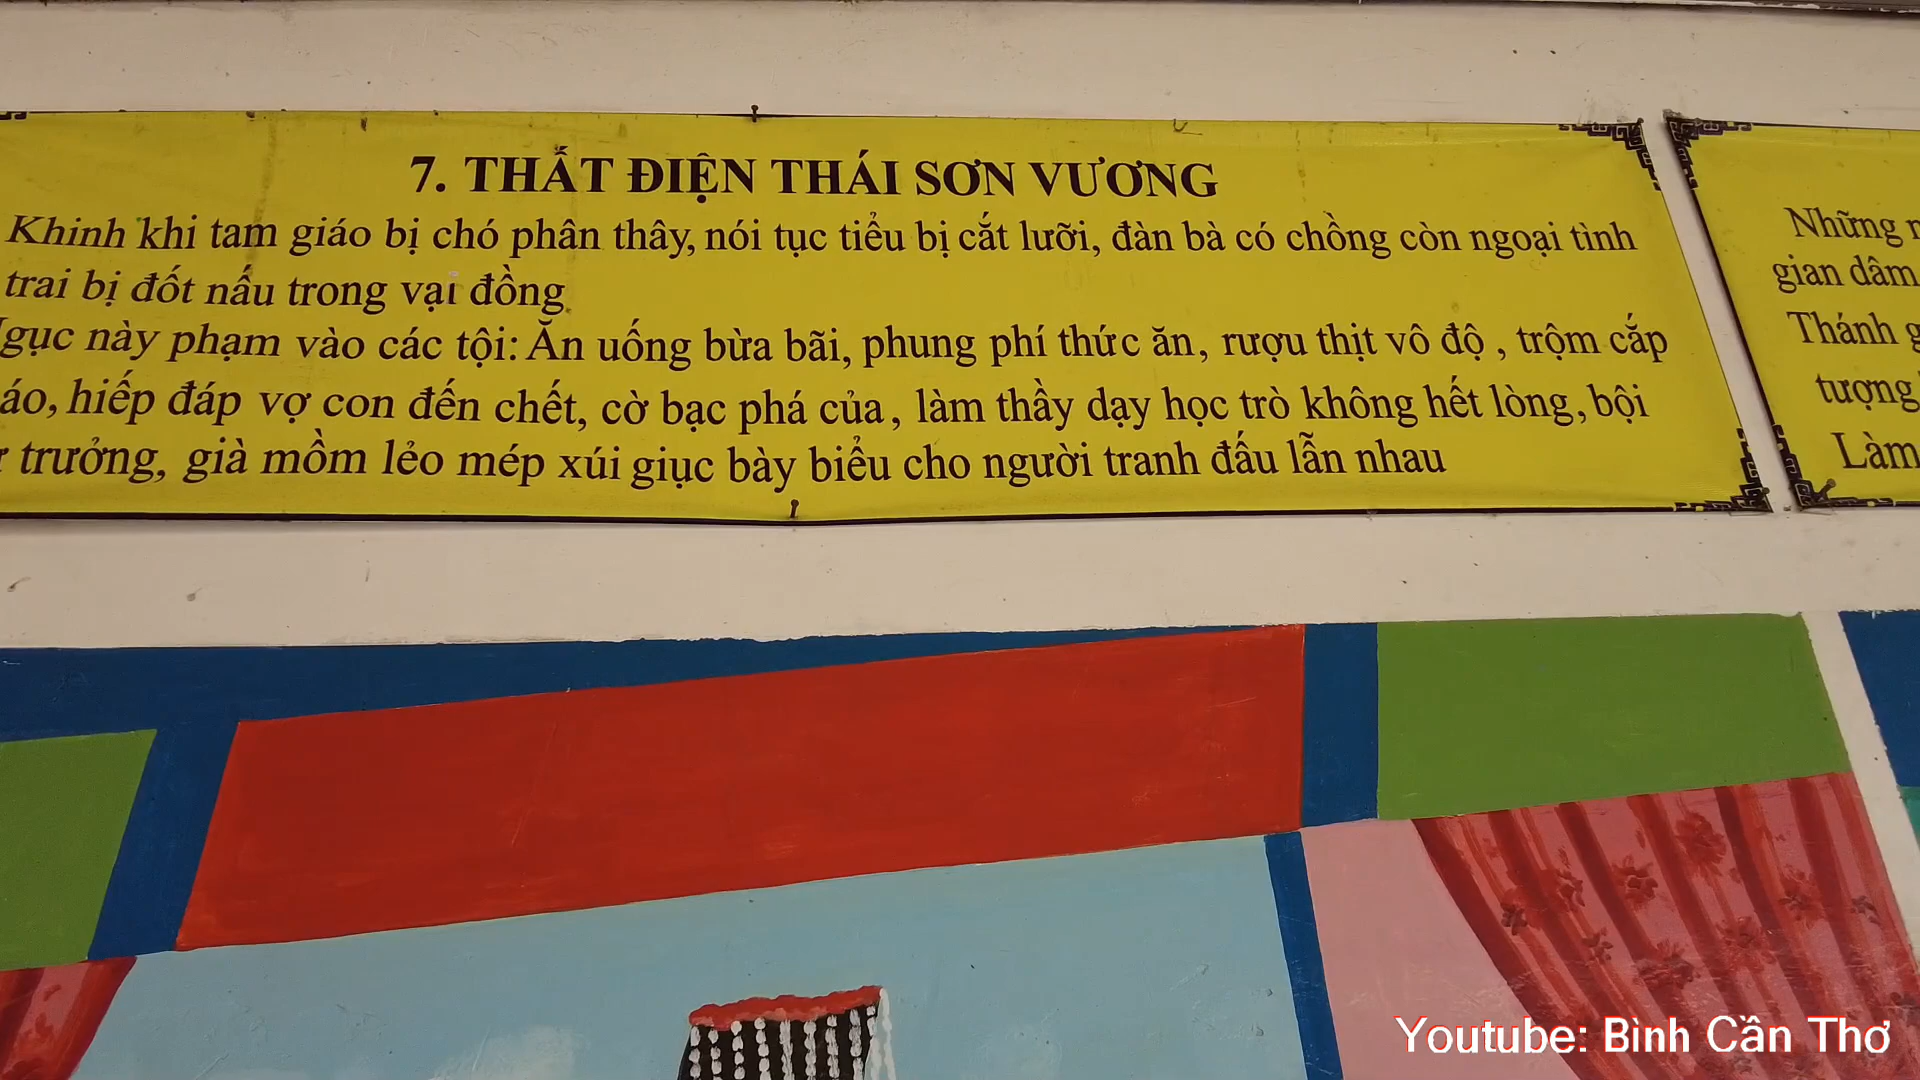 7. THẤT ĐIỆN THÁI SƠN VƯƠNG
Khinh khi tam giáo bị chó phân thây, nói tục tiểu bị cắt lưỡi, đàn bà có chồng còn ngoại tình
trai bị đốt nấu trong vạt đồng
gục này phạm vào các tội: Ăn uống bừa bãi, phung phí thức ăn, rượu thịt vô độ , trộm cắp
áo, hiếp đáp vợ con đến chết, cờ bạc phá của, làm thầy dạy học trò không hết lòng, bội
trưởng, già mồm lẻo mép xúi giục bày biểu cho người tranh đấu lẫn nhau
Những
gian dâm
Thánh
tượng
Làm
Youtube: Bình Cần Thơ